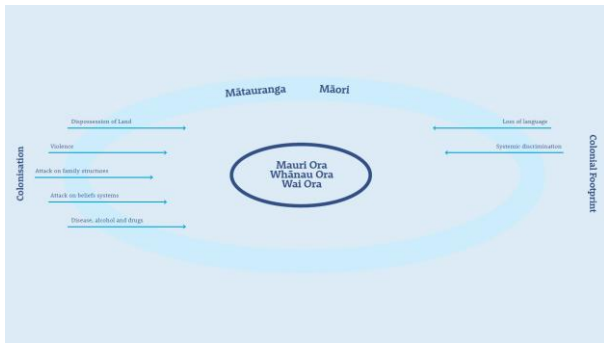 Mātauranga Māori
Dispossession of Land
Violence
Attack on family structures
Attack on beliefs systems
Disease, alcohol and drugs
Colonisation
Mauri Ora
Whānau Ora
Wai Ora
Loss of language
Systemic discrimination
Colonial Footprint